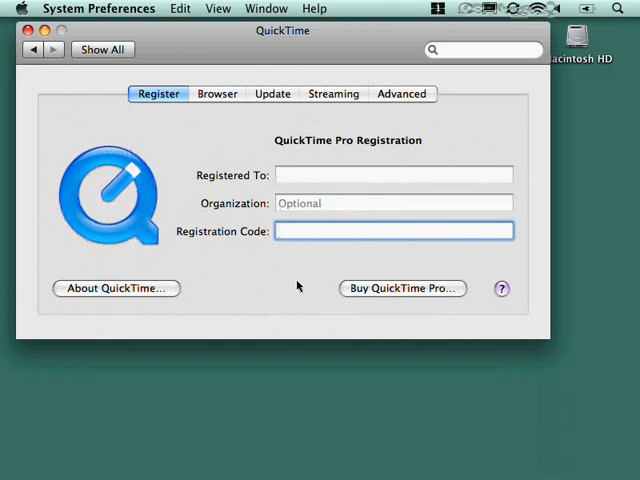 System Preferences Edit View Window Help
QuickTime
Show All
Macintosh HD
Register Browser Update Streaming Advanced
QuickTime Pro Registration
Registered To:
Organization: Optional
Registration Code:
About QuickTime... Buy QuickTime Pro... ?